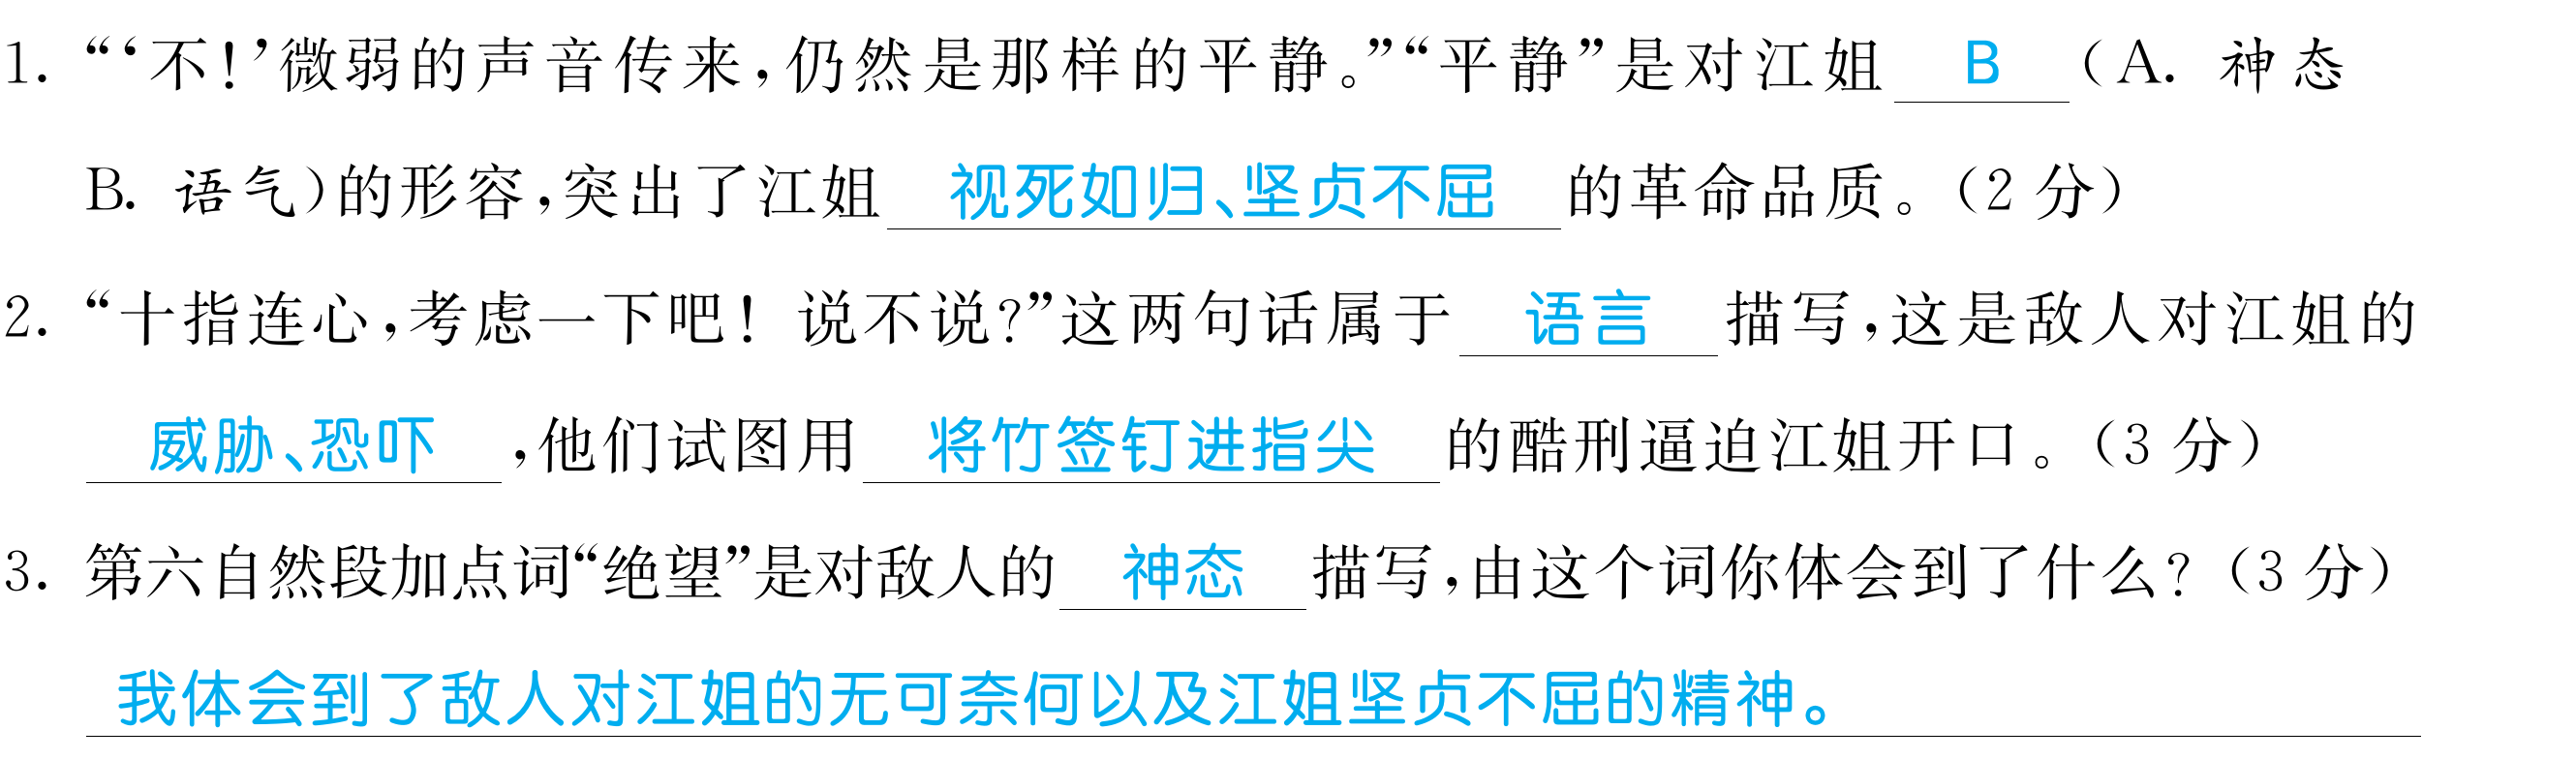 1. “‘不！’微弱的声音传来，仍然是那样的平静。”“平静”是对江姐 B （A. 神态
B. 语气）的形容，突出了江姐 视死如归、坚贞不屈 的革命品质。（2 分）
2. “十指连心，考虑一下吧！ 说不说？”这两句话属于 语言 描写，这是敌人对江姐的
威胁、恐吓 ，他们试图用 将竹签钉进指尖 的酷刑逼迫江姐开口。（3 分）
3. 第六自然段加点词“绝望”是对敌人的 神态 描写，由这个词你体会到了什么？（3 分）
我体会到了敌人对江姐的无可奈何以及江姐坚贞不屈的精神。